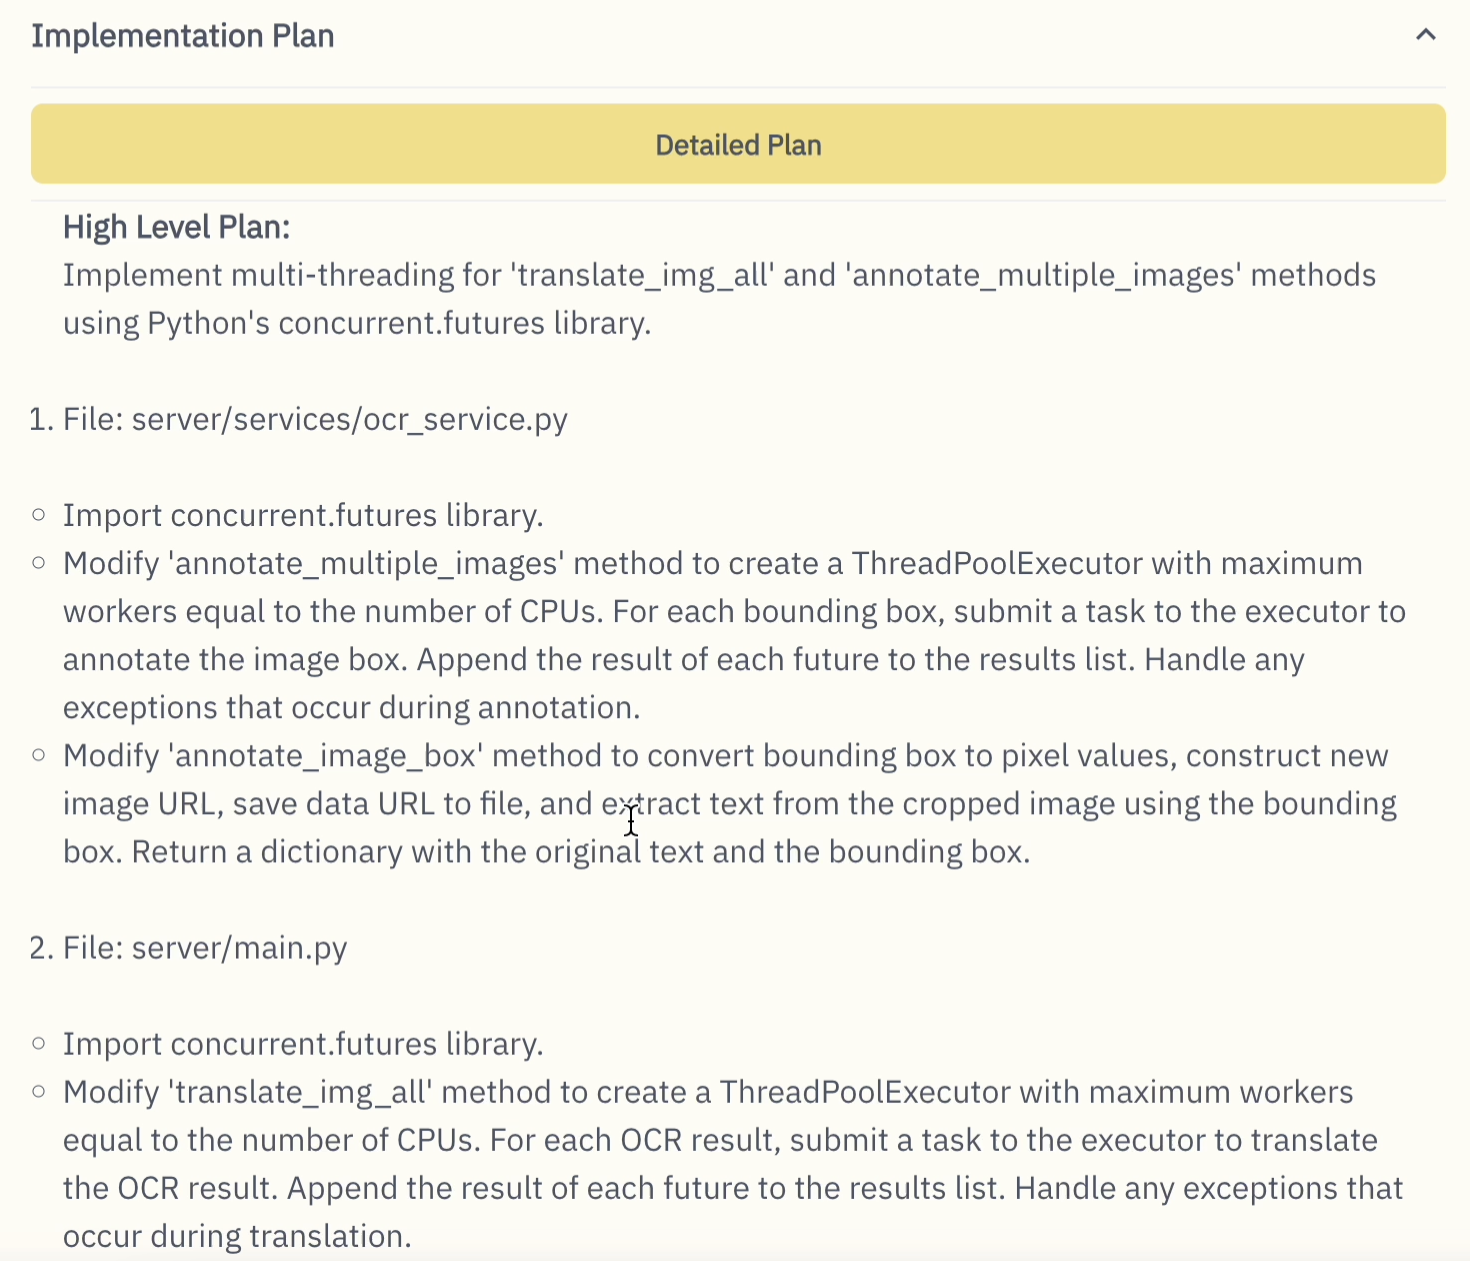 Implementation Plan
Detailed Plan
High Level Plan:
Implement multi-threading for 'translate_img_all' and 'annotate_multiple_images' methods
using Python's concurrent.futures library.
1. File: server/services/ocr_service.py
Import concurrent.futures library.
Modify 'annotate_multiple_images' method to create a ThreadPoolExecutor with maximum
workers equal to the number of CPUs. For each bounding box, submit a task to the executor to
annotate the image box. Append the result of each future to the results list. Handle any
exceptions that occur during annotation.
Modify 'annotate_image_box' method to convert bounding box to pixel values, construct new
image URL, save data URL to file, and extract text from the cropped image using the bounding
box. Return a dictionary with the original text and the bounding box.
2. File: server/main.py
Import concurrent.futures library.
Modify 'translate_img_all' method to create a ThreadPoolExecutor with maximum workers
equal to the number of CPUs. For each OCR result, submit a task to the executor to translate
the OCR result. Append the result of each future to the results list. Handle any exceptions that
occur during translation.